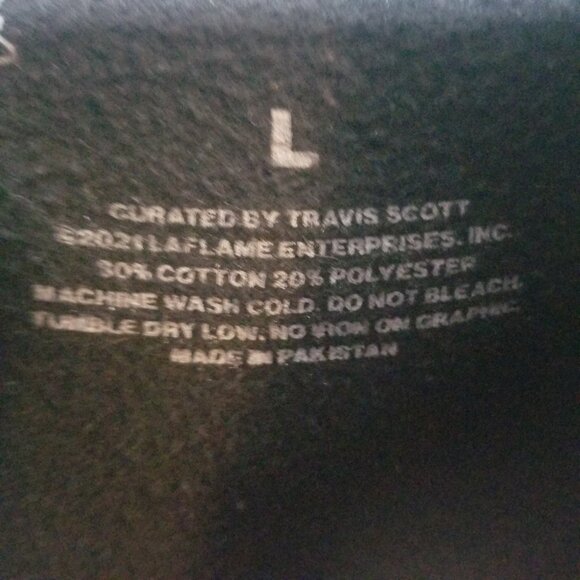 L
CURATED BY TRAVIS SCOTT
©2021 LAFLAME ENTERPRISES, INC.
80% COTTON 20% POLYESTER
MACHINE WASH COLD. DO NOT BLEACH.
TUMBLE DRY LOW. NO IRON ON GRAPHIC.
MADE IN PAKISTAN